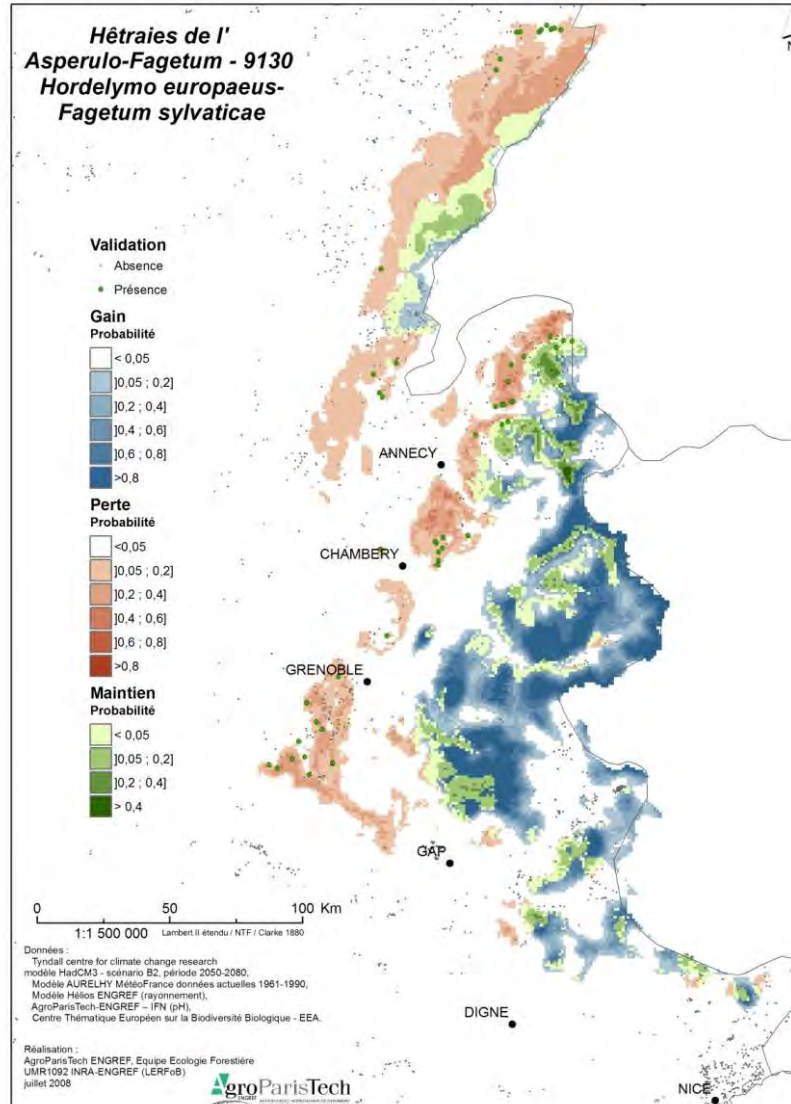 Hêtraies de l'
Asperulo-Fagetum - 9130
Hordelymo europaeus-
Fagetum sylvaticae
N
Validation
Absence
Présence
Gain
Probabilité
< 0,05
]0,05 ; 0,2]
]0,2 ; 0,4]
]0,4 ; 0,6]
]0,6 ; 0,8]
>0,8
Perte
Probabilité
<0,05
]0,05 ; 0,2]
]0,2 ; 0,4]
]0,4 ; 0,6]
]0,6 ; 0,8]
>0,8
Maintien
Probabilité
< 0,05
]0,05 ; 0,2]
]0,2 ; 0,4]
> 0,4
ANNECY
CHAMBERY
GRENOBLE
GAP
DIGNE
NICE
0 50 100 Km
1:1 500 000 Lambert II étendu / NTF / Clarke 1880
Données :
Tyndall centre for climate change research
modèle HadCM3 - scénario B2, période 2050-2080,
Modèle AURELHY MétéoFrance données actuelles 1961-1990,
Modèle Hélios ENGREF (rayonnement),
AgroParisTech-ENGREF – IFN (pH),
Centre Thématique Européen sur la Biodiversité Biologique - EEA.
Réalisation :
AgroParisTech ENGREF, Equipe Ecologie Forestière
UMR1092 INRA-ENGREF (LERFoB)
juillet 2008
AgroParisTech
ENGREF